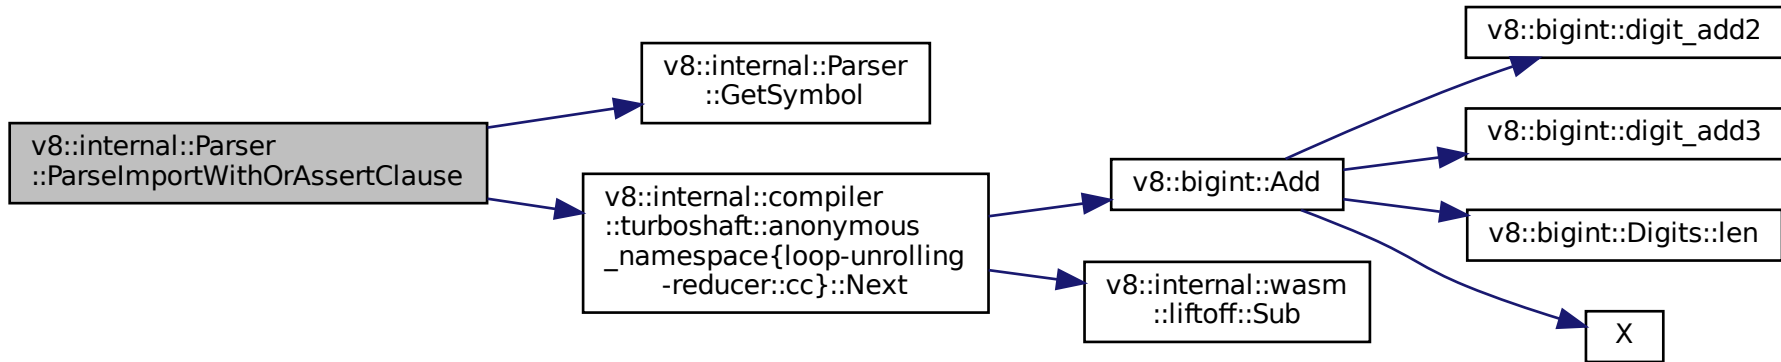 v8::internal::Parser
::ParseImportWithOrAssertClause
v8::internal::Parser
::GetSymbol
v8::internal::compiler
::turboshaft::anonymous
_namespace{loop-unrolling
-reducer::cc}::Next
v8::bigint::Add
v8::internal::wasm
::liftoff::Sub
v8::bigint::digit_add2
v8::bigint::digit_add3
v8::bigint::Digits::len
X